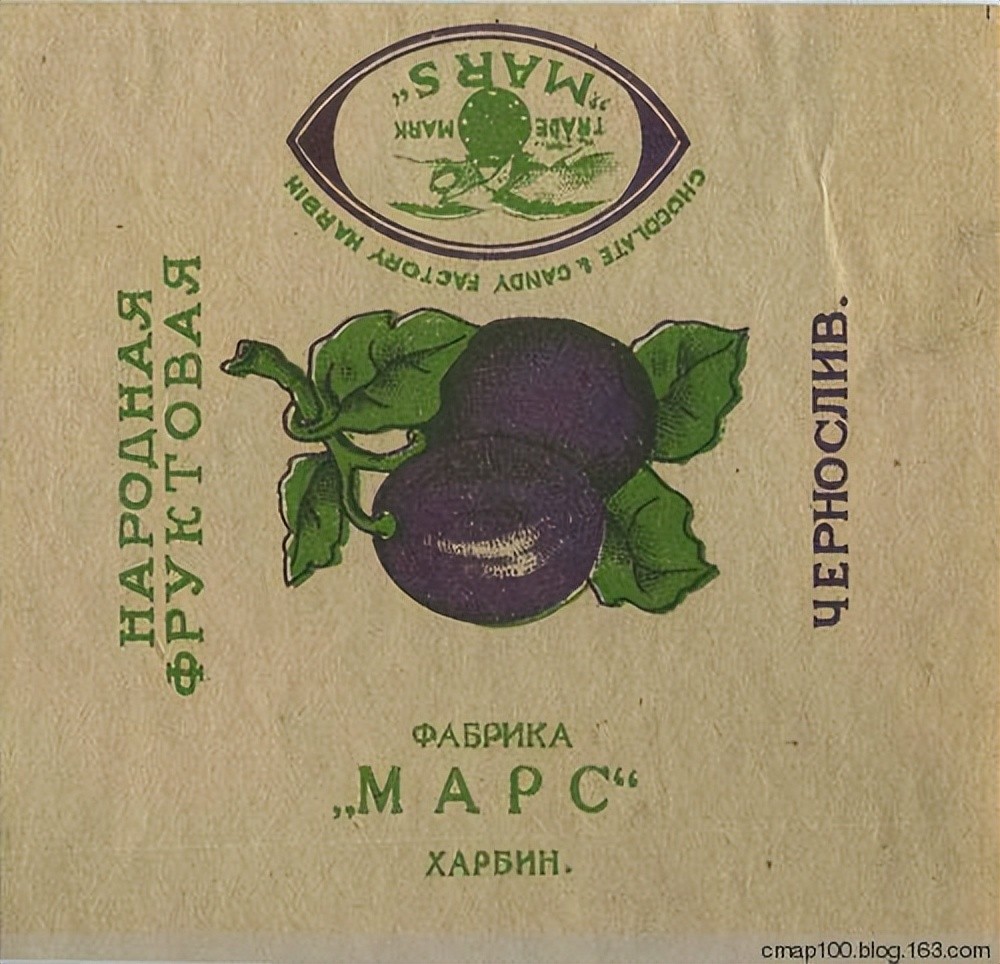 „MARS“
TRADE MARK
CHOCOLATE & CANDY FACTORY HARBIN
НАРОДНАЯ
ФРУКТОВАЯ
ЧЕРНОСЛИВ.
ФАБРИКА
„МАРС“
ХАРБИН.
cmap100.blog.163.com